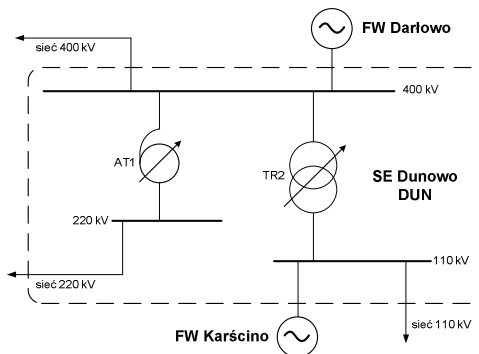 FW Darłowo
sieć 400 kV
400 kV
AT1
TR2
SE Dunowo
DUN
220 kV
110 kV
sieć 220 kV
sieć 110 kV
FW Karścino